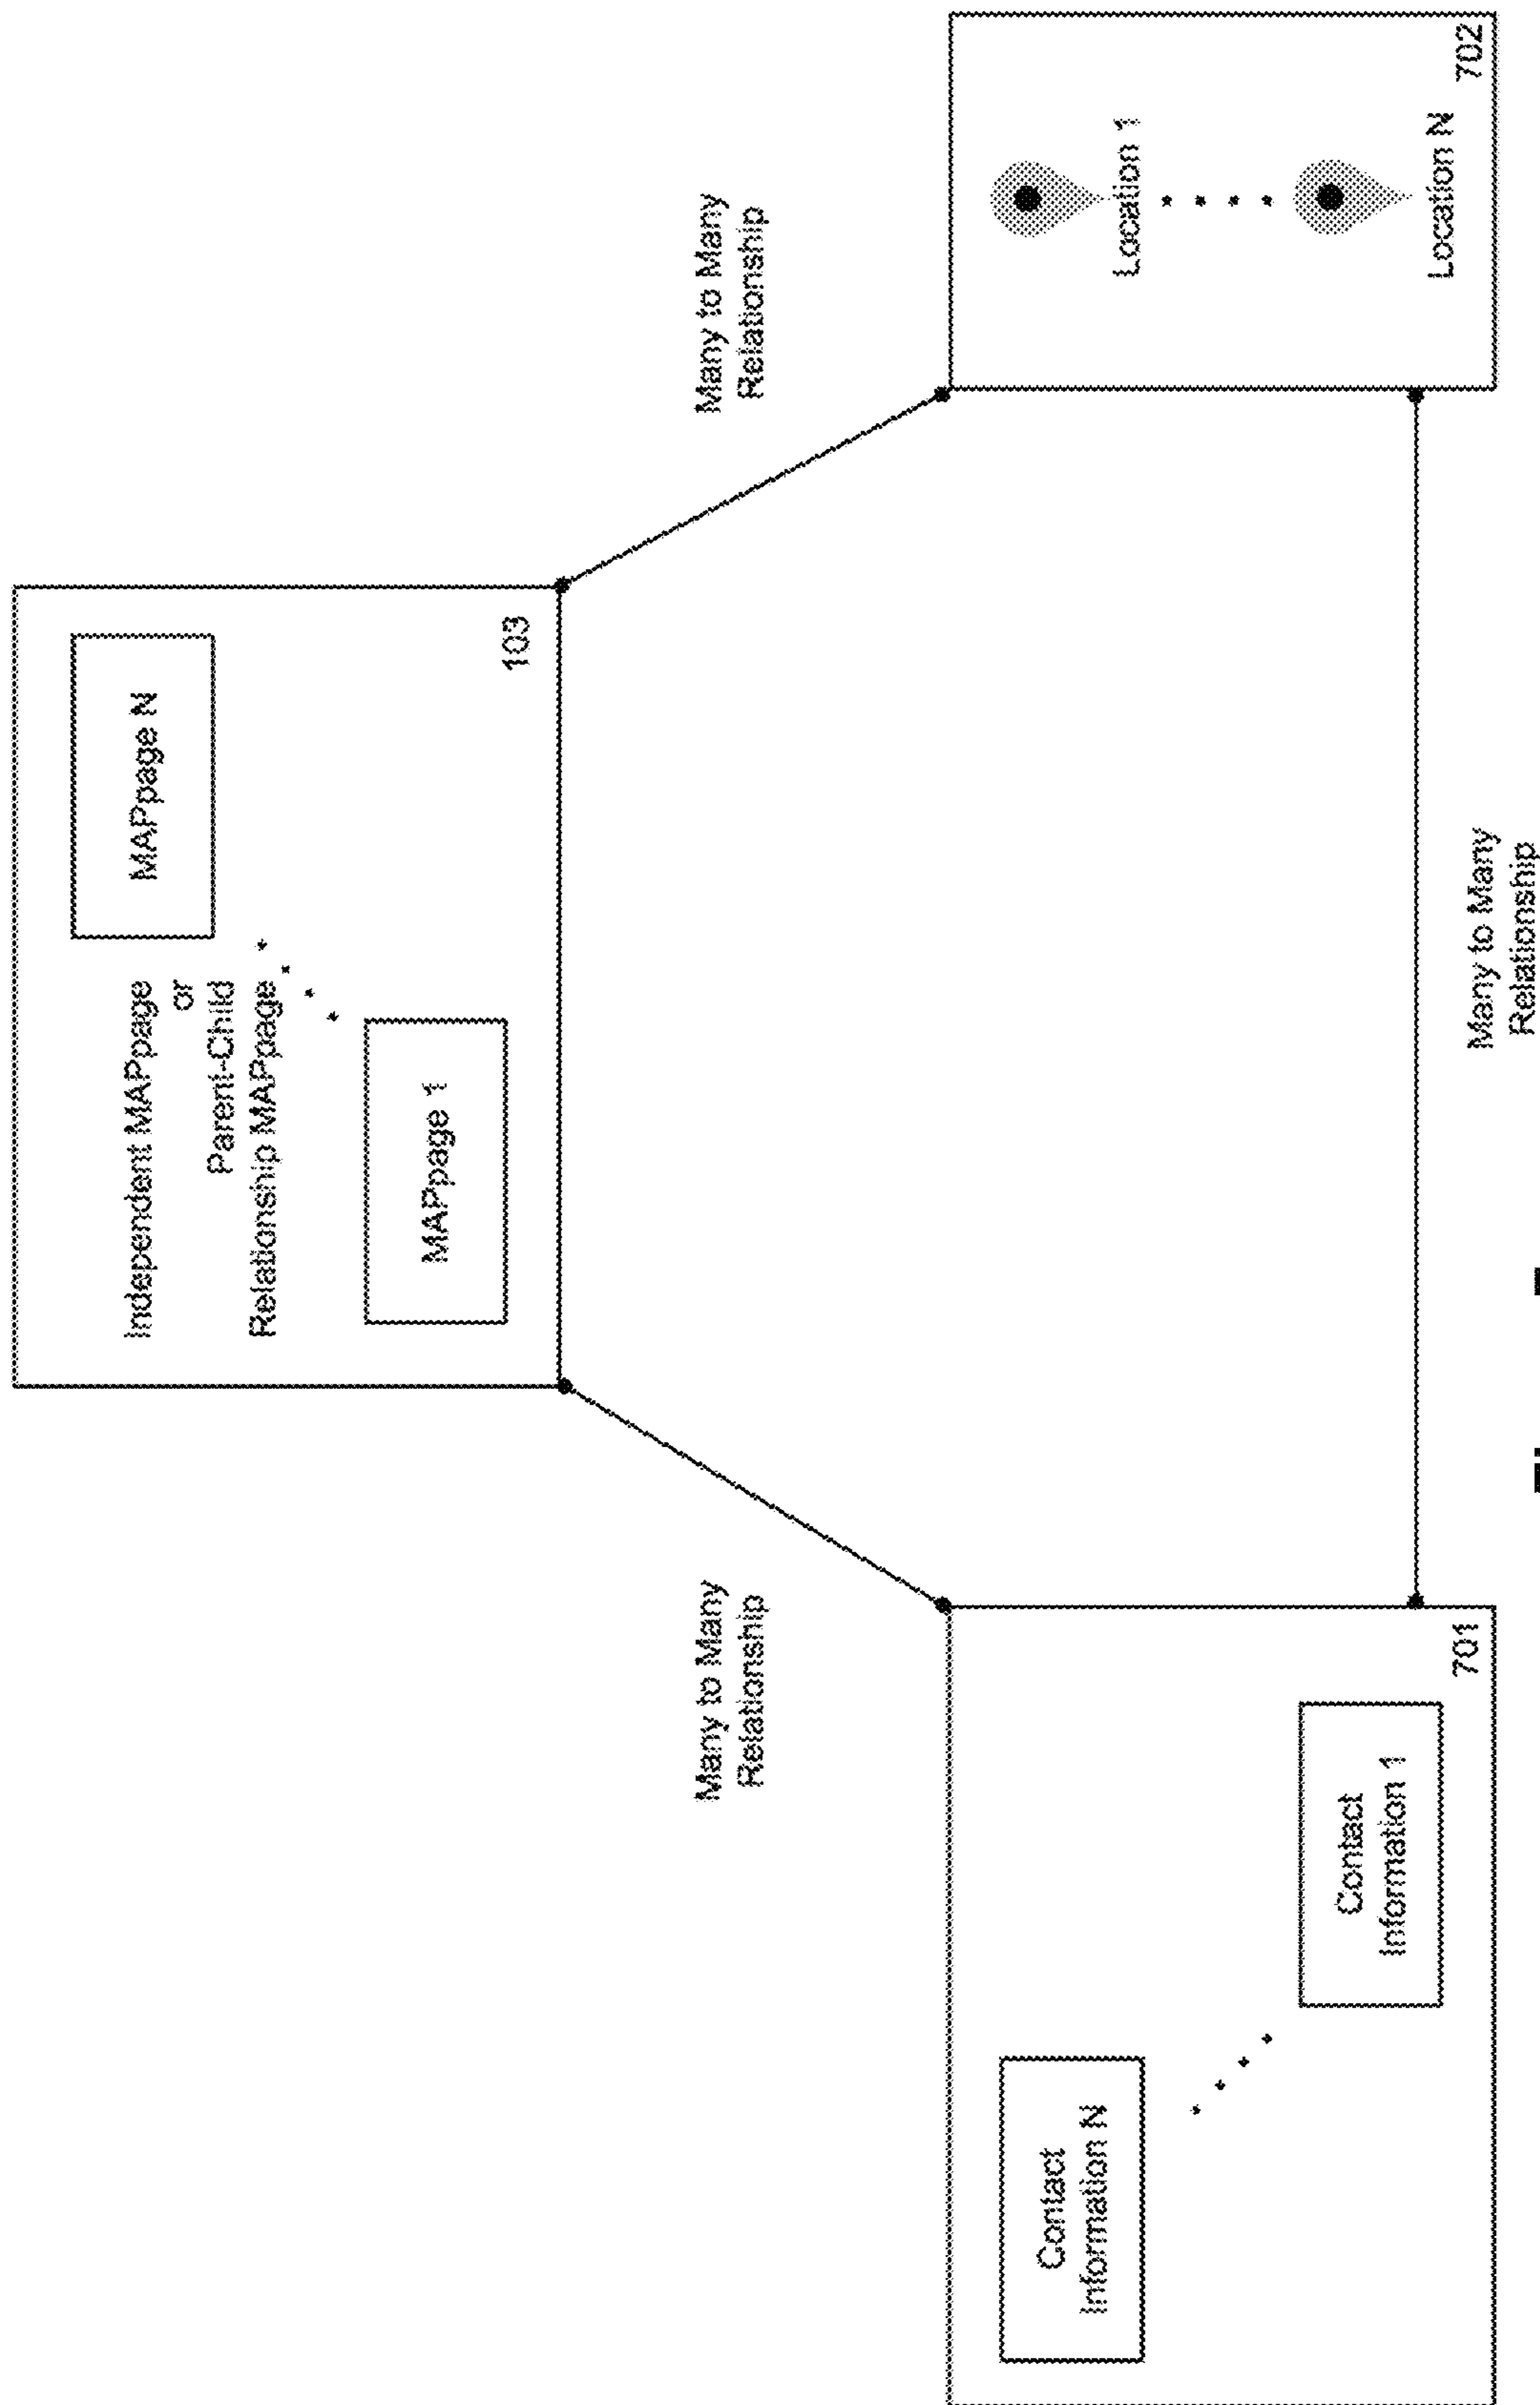 Independent MAPpage
or
Parent-Child
Relationship MAPpage
MAPpage N
MAPpage 1
103
Many to Many
Relationship
Many to Many
Relationship
Contact
Information N
Contact
Information 1
701
Location 1
Location N
702
Many to Many
Relationship